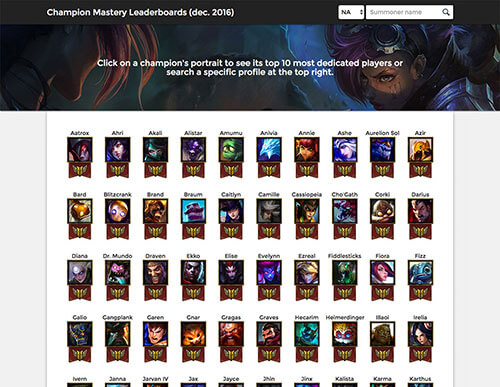 Champion Mastery Leaderboards (dec. 2016)
NA
Summoner name
Click on a champion's portrait to see its top 10 most dedicated players or
search a specific profile at the top right.
Aatrox Ahri Akali Alistar Amumu Anivia Annie Ashe Aurelion Sol Azir
Bard Blitzcrank Brand Braum Caitlyn Camille Cassiopeia Cho'Gath Corki Darius
Diana Dr. Mundo Draven Ekko Elise Evelynn Ezreal Fiddlesticks Fiora Fizz
Galio Gangplank Garen Gnar Gragas Graves Hecarim Heimerdinger Illaoi Irelia
Ivern Janna Jarvan IV Jax Jayce Jhin Jinx Kalista Karma Karthus